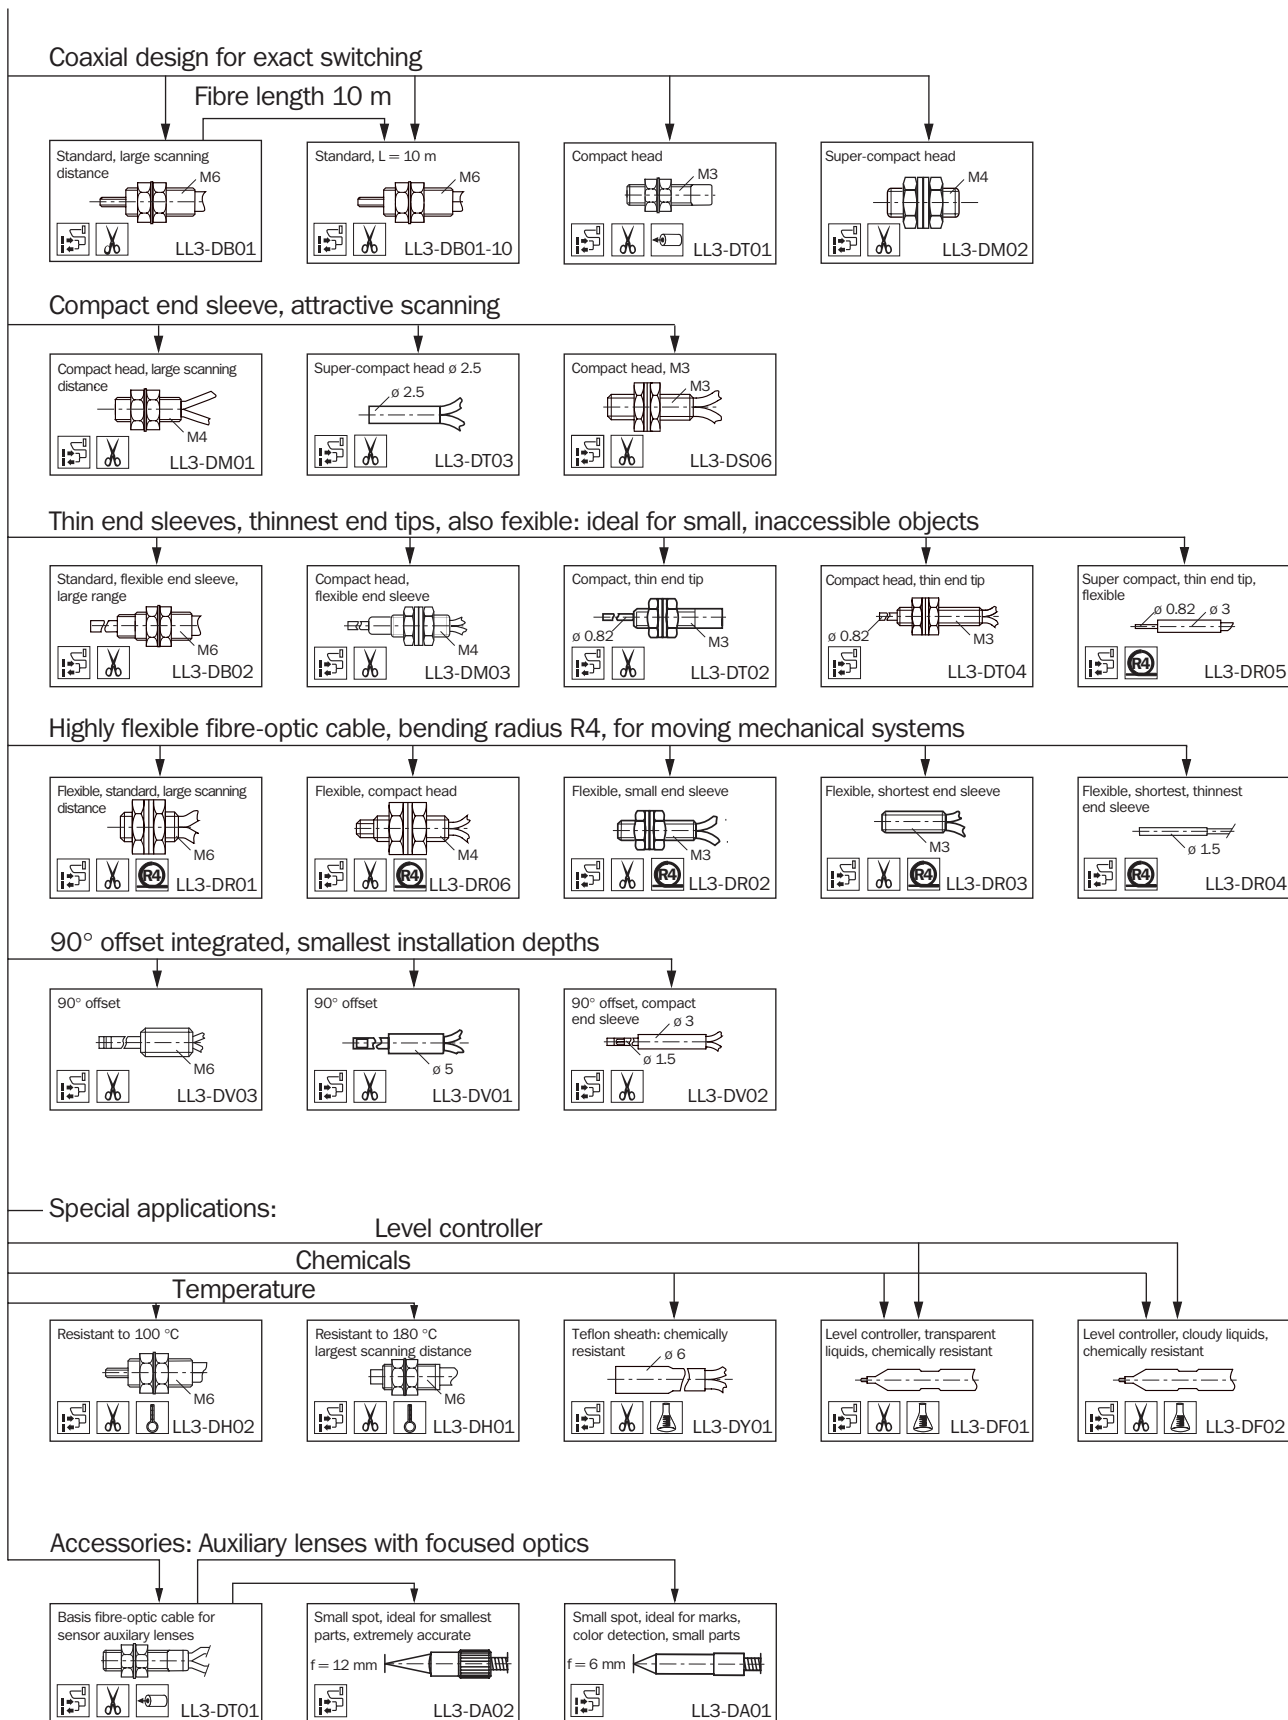 Coaxial design for exact switching
Fibre length 10 m
Standard, large scanning
distance
M6
LL3-DB01
Standard, L = 10 m
M6
LL3-DB01-10
Compact head
M3
LL3-DT01
Super-compact head
M4
LL3-DM02
Compact end sleeve, attractive scanning
Compact head, large scanning
distance
M4
LL3-DM01
Super-compact head ø 2.5
ø 2.5
LL3-DT03
Compact head, M3
M3
LL3-DS06
Thin end sleeves, thinnest end tips, also fexible: ideal for small, inaccessible objects
Standard, flexible end sleeve,
large range
M6
LL3-DB02
Compact head,
flexible end sleeve
M4
LL3-DM03
Compact, thin end tip
ø 0.82
M3
LL3-DT02
Compact head, thin end tip
ø 0.82
M3
LL3-DT04
Super compact, thin end tip,
flexible
ø 0.82 ø 3
R4
LL3-DR05
Highly flexible fibre-optic cable, bending radius R4, for moving mechanical systems
Flexible, standard, large scanning
distance
M6
R4
LL3-DR01
Flexible, compact head
M4
R4
LL3-DR06
Flexible, small end sleeve
M3
R4
LL3-DR02
Flexible, shortest end sleeve
M3
R4
LL3-DR03
Flexible, shortest, thinnest
end sleeve
ø 1.5
R4
LL3-DR04
90° offset integrated, smallest installation depths
90° offset
M6
LL3-DV03
90° offset
ø 5
LL3-DV01
90° offset, compact
end sleeve
ø 3
ø 1.5
LL3-DV02
Special applications:
Level controller
Chemicals
Temperature
Resistant to 100 °C
M6
LL3-DH02
Resistant to 180 °C
largest scanning distance
M6
LL3-DH01
Teflon sheath: chemically
resistant
ø 6
LL3-DY01
Level controller, transparent
liquids, chemically resistant
LL3-DF01
Level controller, cloudy liquids,
chemically resistant
LL3-DF02
Accessories: Auxiliary lenses with focused optics
Basis fibre-optic cable for
sensor auxilary lenses
LL3-DT01
Small spot, ideal for smallest
parts, extremely accurate
f = 12 mm
LL3-DA02
Small spot, ideal for marks,
color detection, small parts
f = 6 mm
LL3-DA01